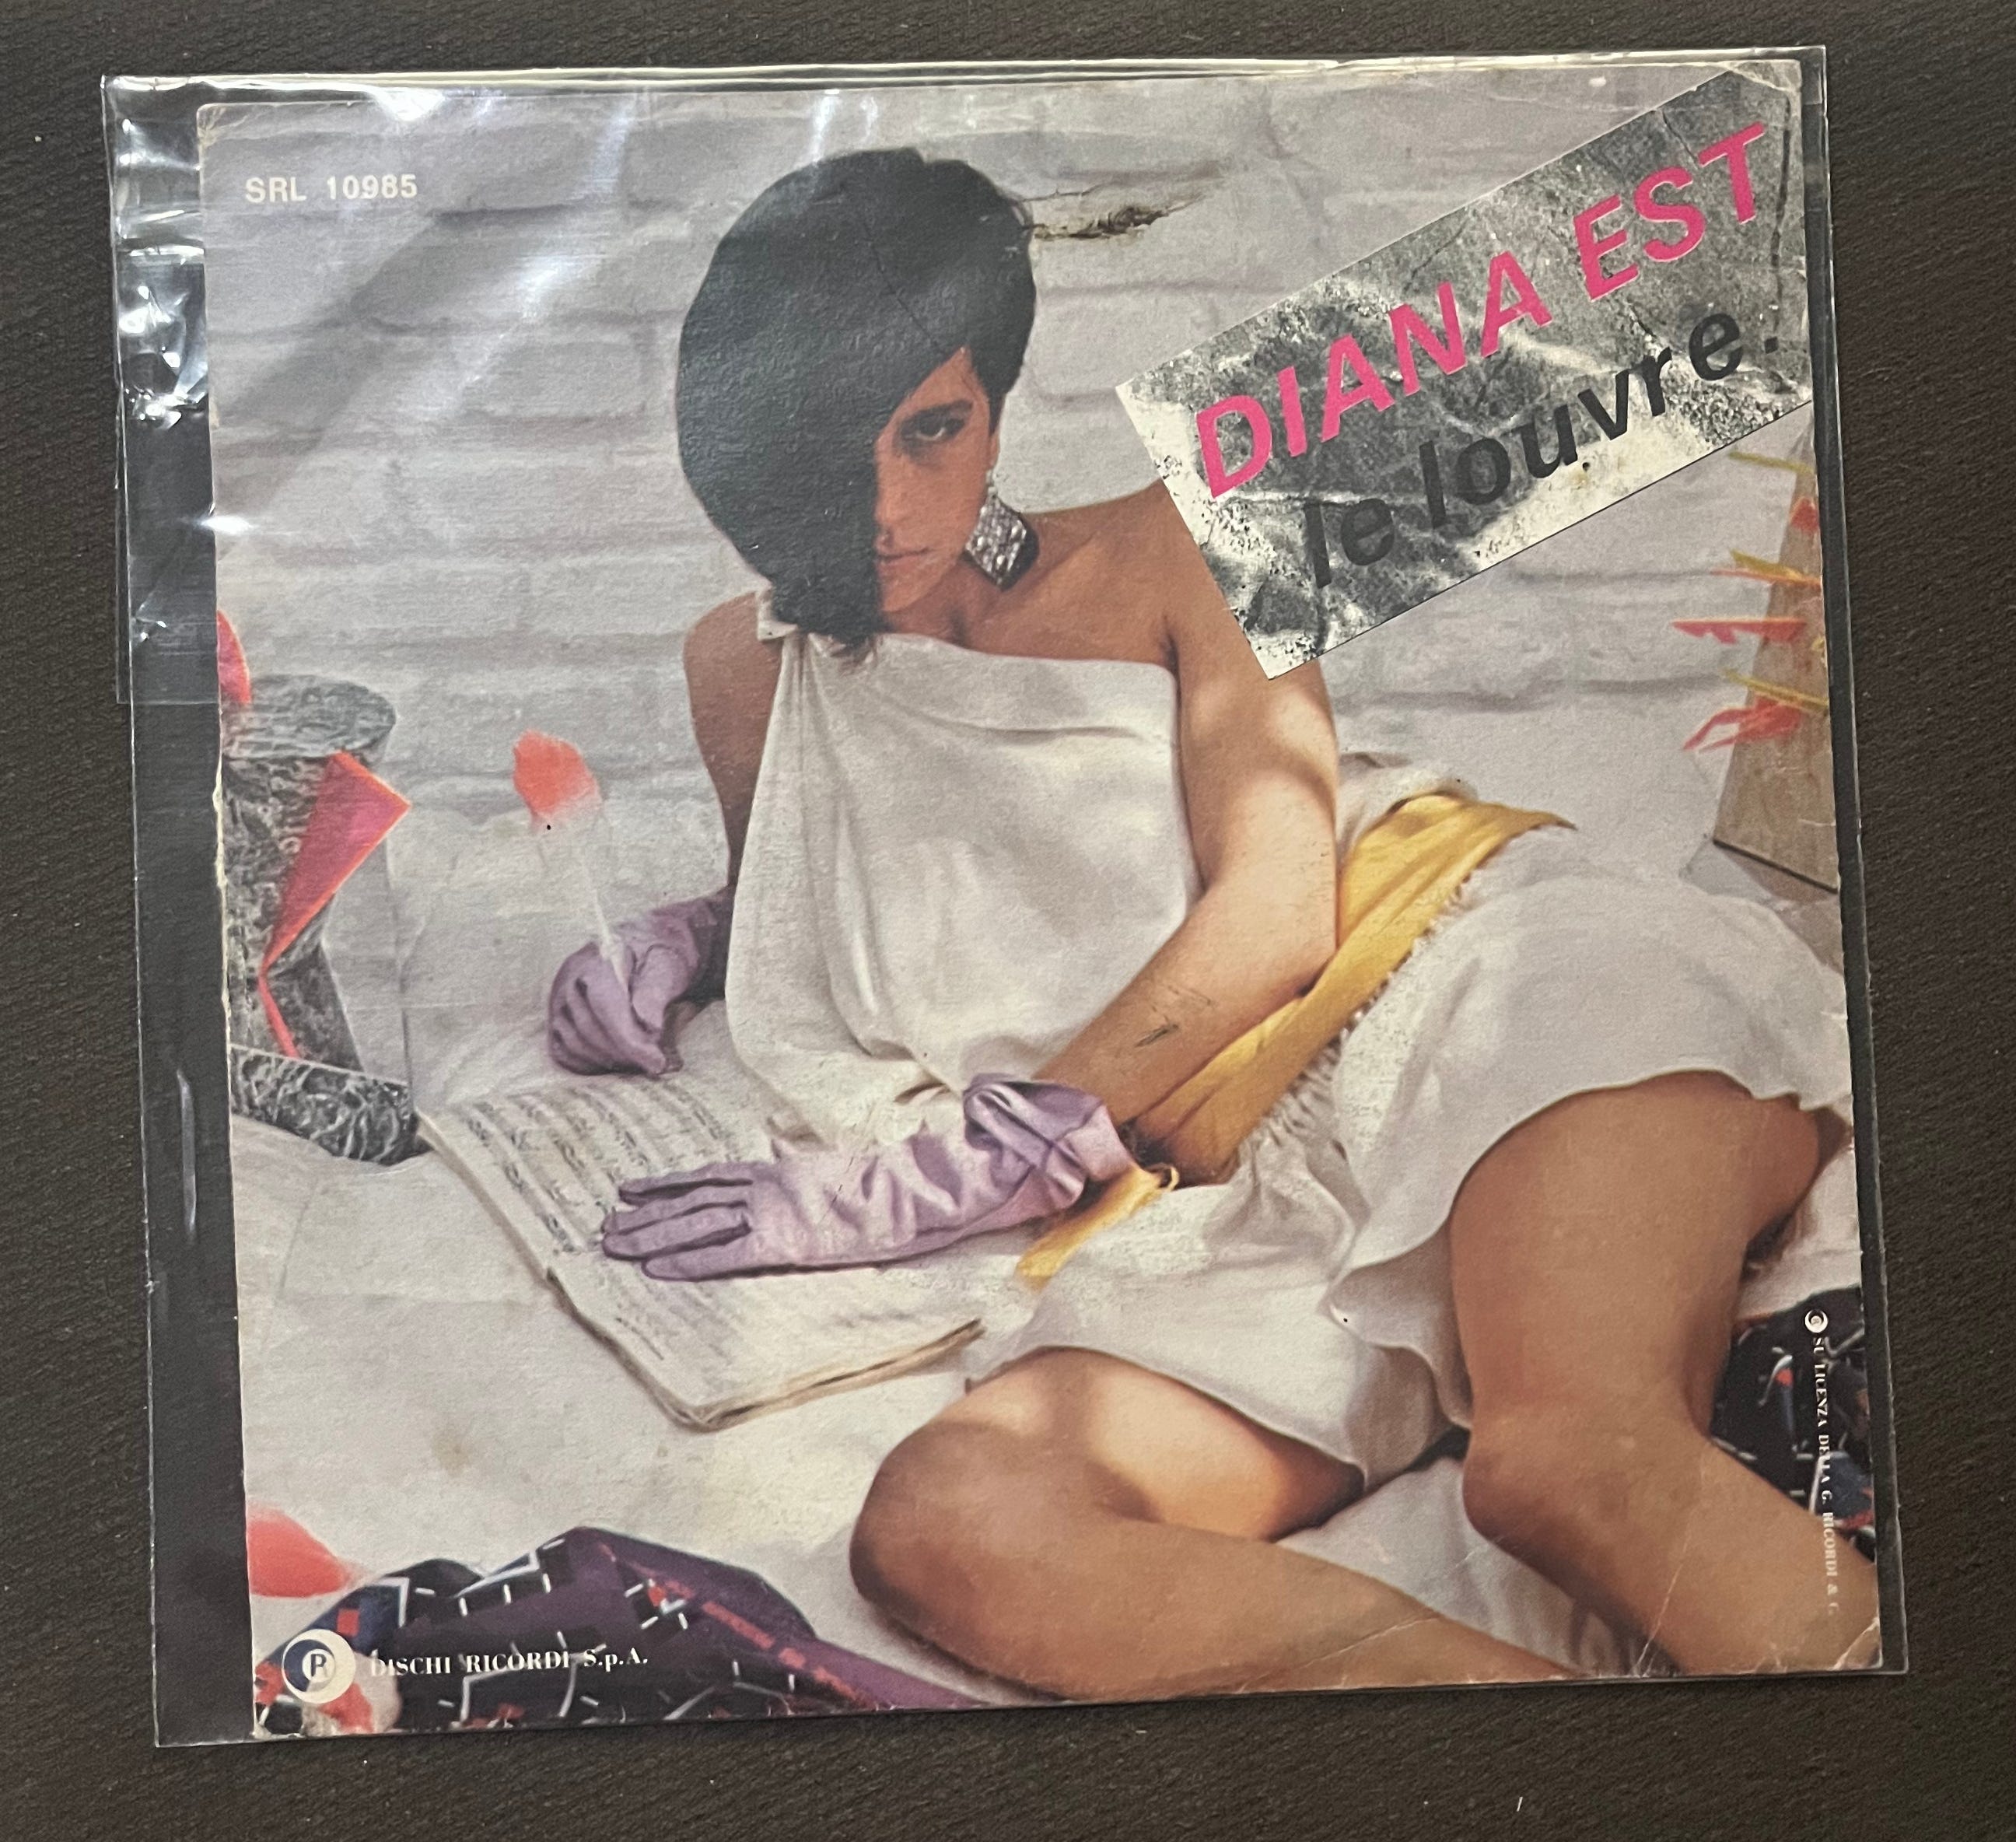 SRL 10985
DIANA EST
le louvre.
R DISCHI RICORDI S.p.A.
C SU LICENZA DELLA G. RICORDI & C.